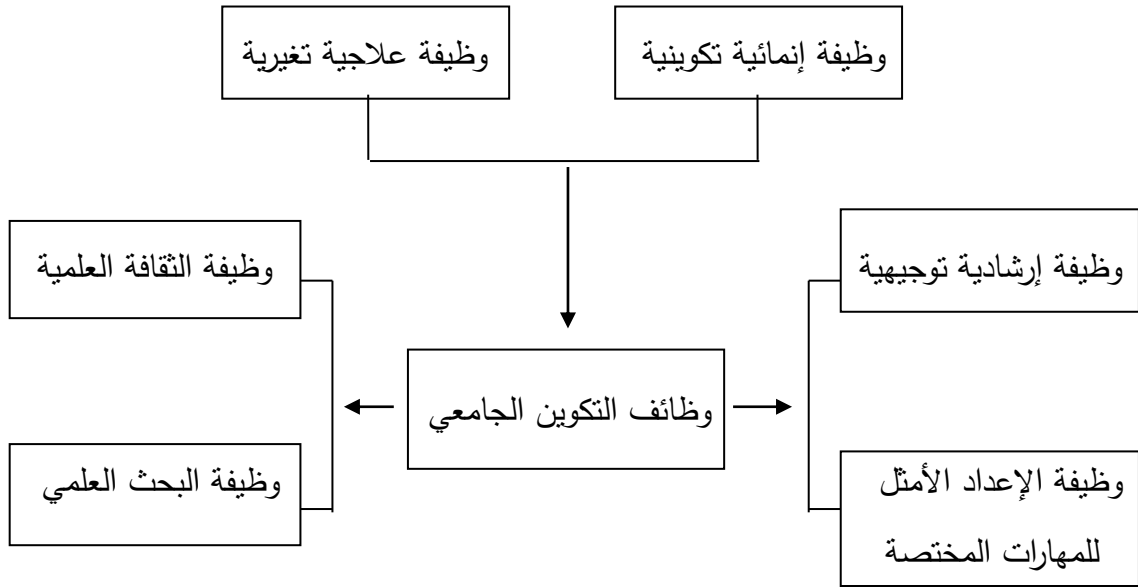 وظيفة إنمائية تكوينية
وظيفة علاجية تغيرية
وظيفة إرشادية توجيهية
وظيفة الثقافة العلمية
وظائف التكوين الجامعي
وظيفة الإعداد الأمثل
للمهارات المختصة
وظيفة البحث العلمي